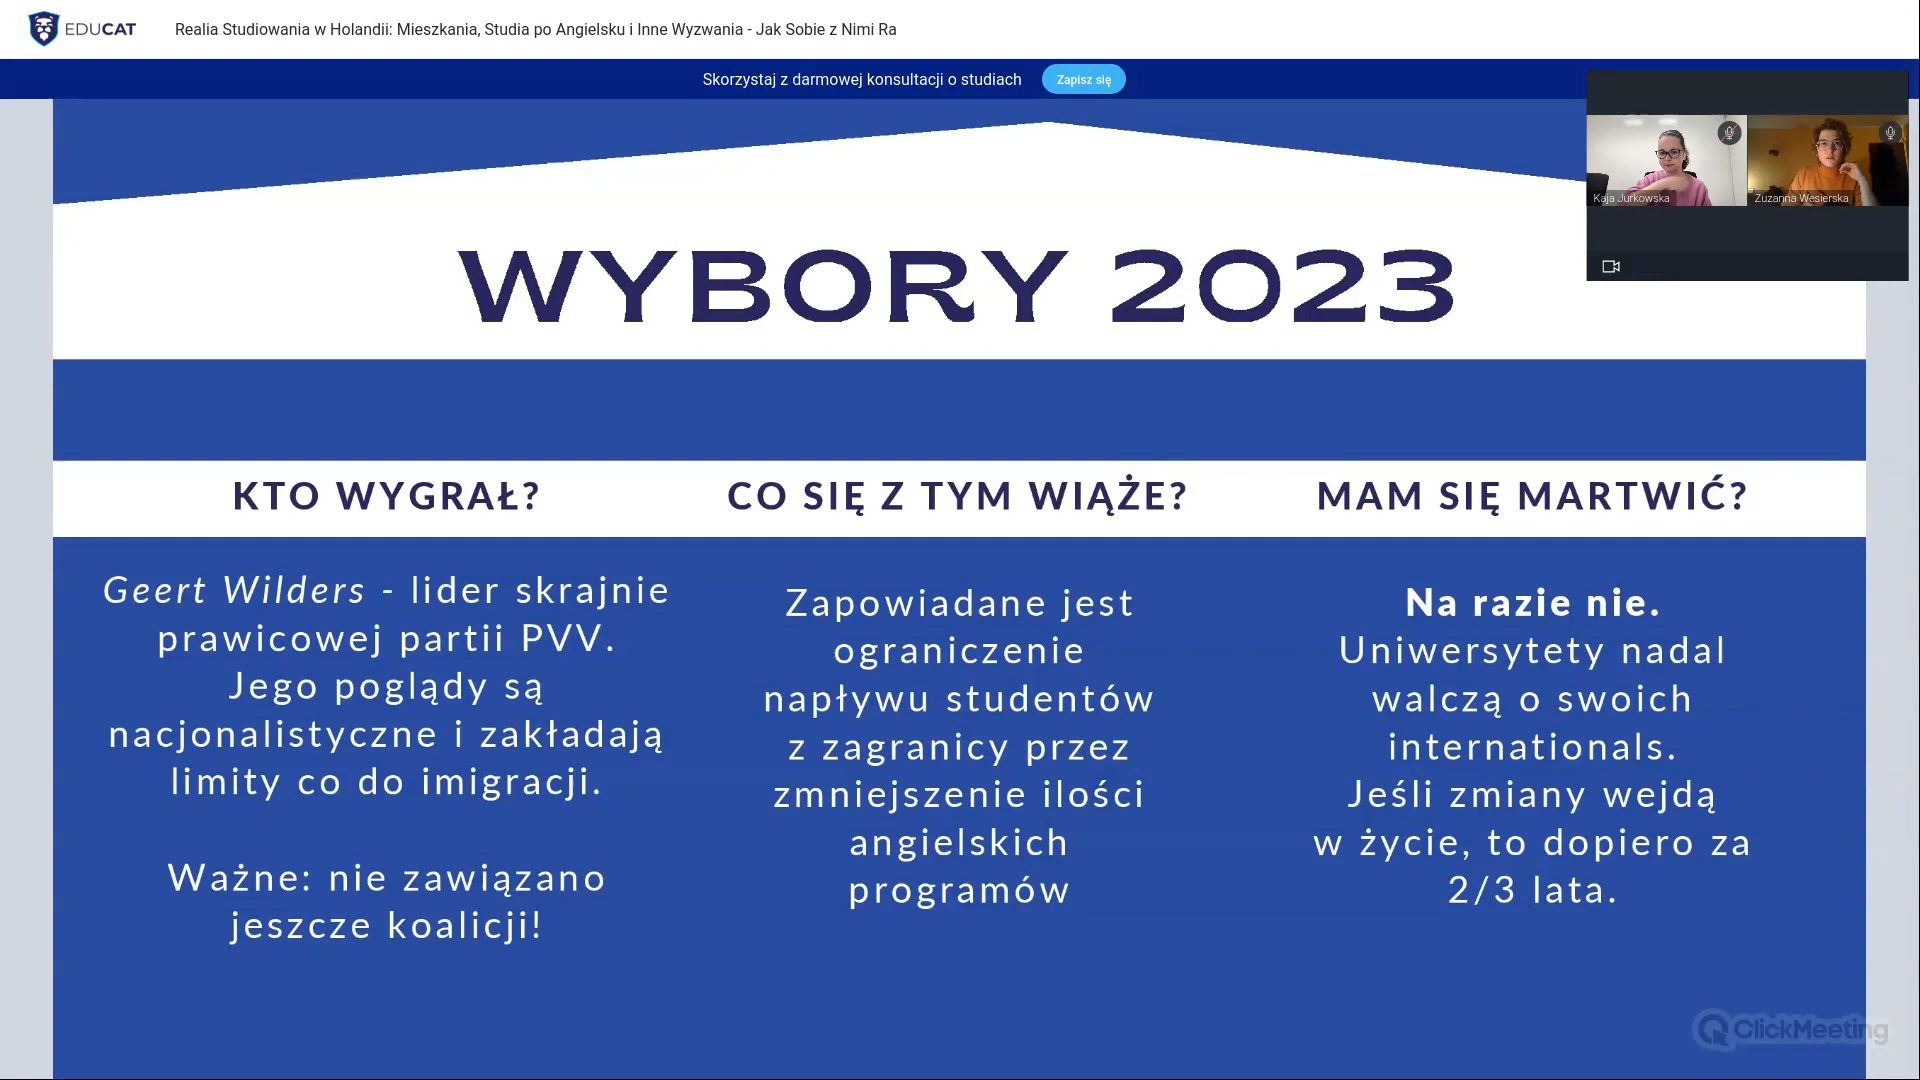 EDUCAT
Realia Studiowania w Holandii: Mieszkania, Studia po Angielsku i Inne Wyzwania - Jak Sobie z Nimi Ra
Skorzystaj z darmowej konsultacji o studiach
Zapisz się
Kaja Jurkowska
Zuzanna Wesierska
WYBORY 2023
KTO WYGRAŁ?
Geert Wilders - lider skrajnie
prawicowej partii PVV.
Jego poglądy są
nacjonalistyczne i zakładają
limity co do imigracji.
Ważne: nie zawiązano
jeszcze koalicji!
CO SIĘ Z TYM WIĄŻE?
Zapowiadane jest
ograniczenie
napływu studentów
z zagranicy przez
zmniejszenie ilości
angielskich
programów
MAM SIĘ MARTWIĆ?
Na razie nie.
Uniwersytety nadal
walczą o swoich
internationals.
Jeśli zmiany wejdą
w życie, to dopiero za
2/3 lata.
ClickMeeting